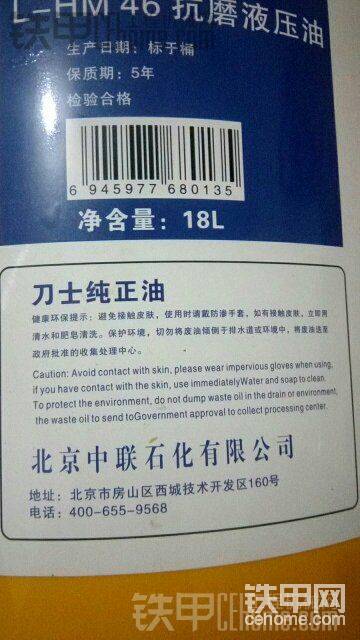 L-HM 46 抗磨液压油
生产日期：标于桶
保质期：5年
检验合格
6 945977 680135
净含量：18L
刀士纯正油
健康环保提示：避免接触皮肤，使用时请戴防渗手套，如有接触皮肤，立即用
清水和肥皂清洗。保护环境，切勿将废油倾倒于排水道或环境中，将废油送至
政府批准的收集处理中心。
Caution: Avoid contact with skin, please wear impervious gloves when using,
if you have contact with the skin, use immediatelyWater and soap to clean.
To protect the environment, do not dump waste oil in the drain or environment,
the waste oil to send toGovernment approval to collect processing center.
北京中联石化有限公司
地址：北京市房山区西城技术开发区160号
电话：400-655-9568
铁甲网
cehome.com